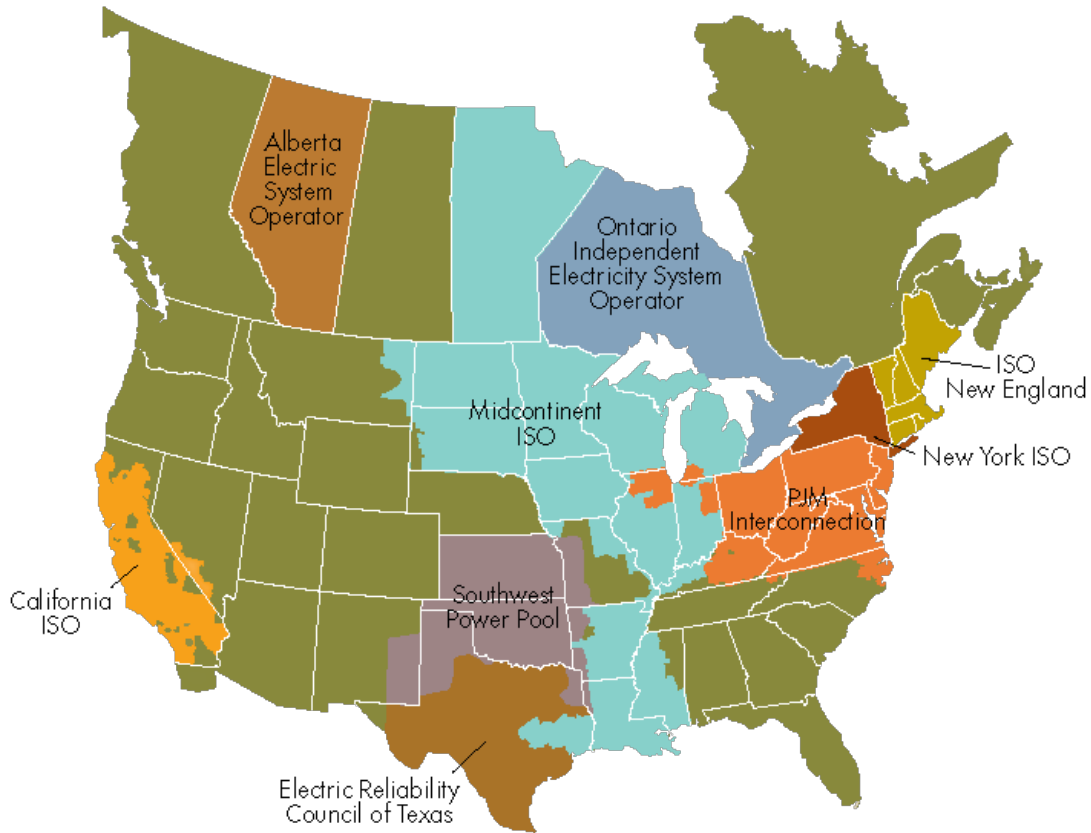 Alberta
Electric
System
Operator
Ontario
Independent
Electricity System
Operator
ISO
New England
Midcontinent
ISO
New York ISO
PJM
Interconnection
California
ISO
Southwest
Power Pool
Electric Reliability
Council of Texas